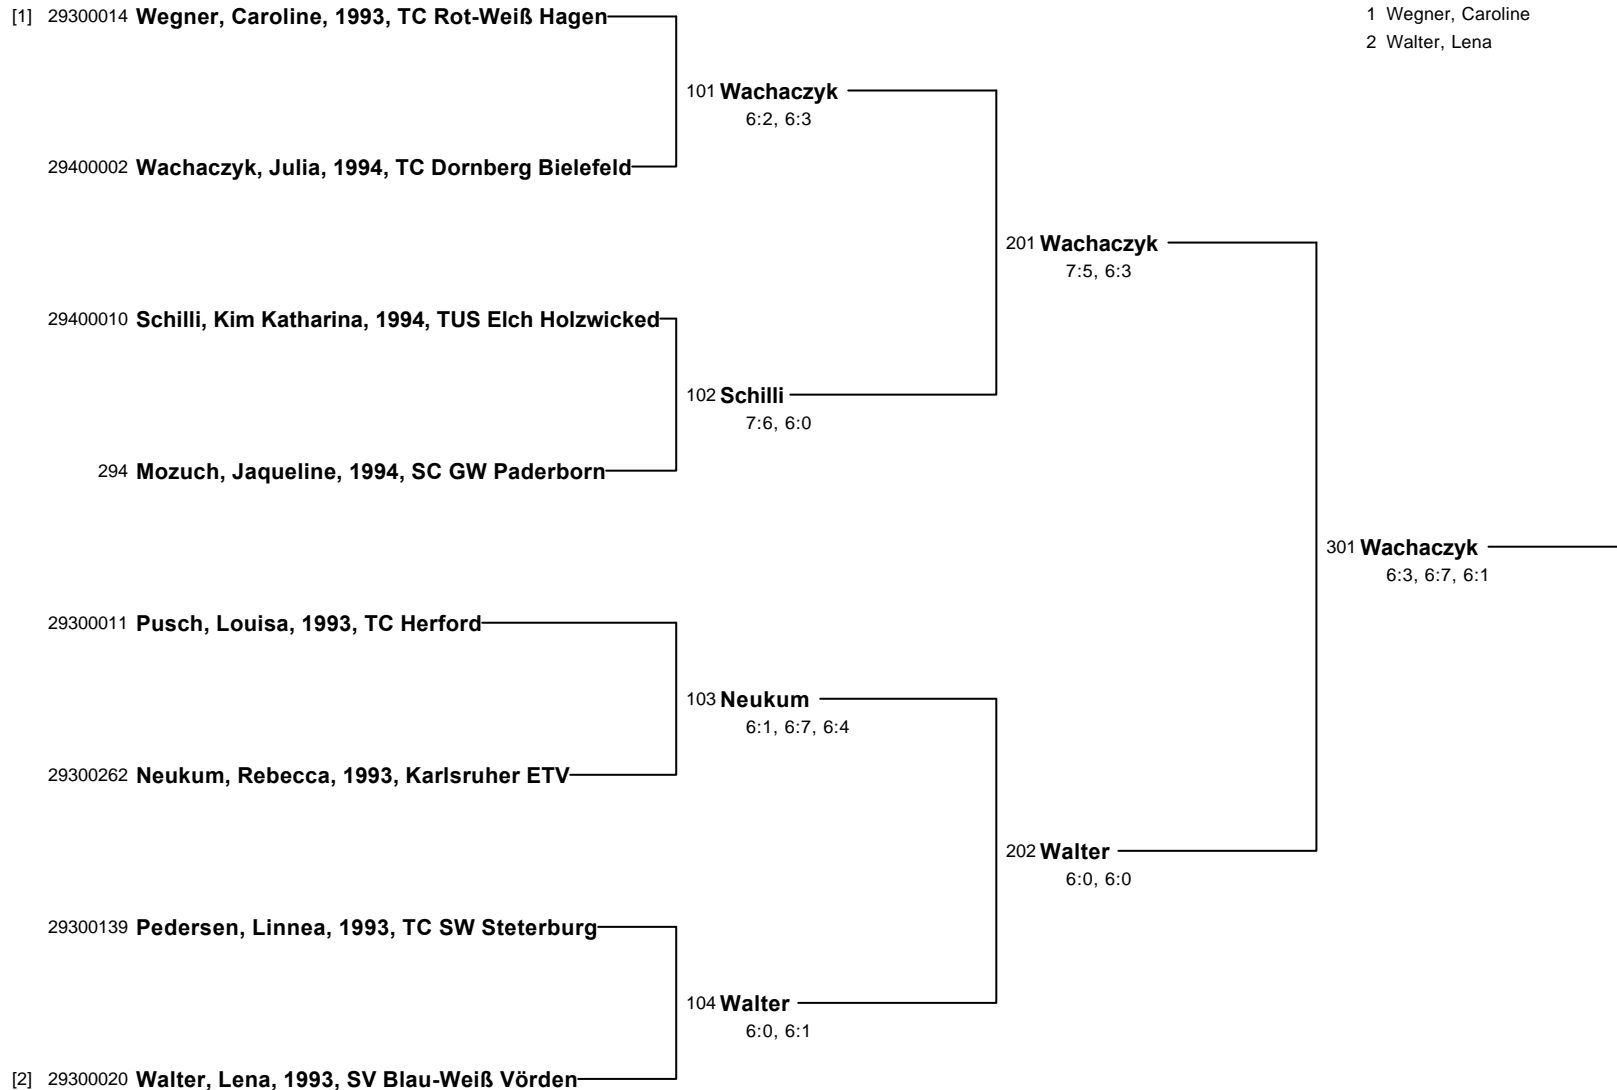 [1] 29300014 Wegner, Caroline, 1993, TC Rot-Weiß Hagen
1 Wegner, Caroline
2 Walter, Lena
101 Wachaczyk
6:2, 6:3
29400002 Wachaczyk, Julia, 1994, TC Dornberg Bielefeld
201 Wachaczyk
7:5, 6:3
29400010 Schilli, Kim Katharina, 1994, TUS Elch Holzwicked
102 Schilli
7:6, 6:0
294 Mozuch, Jaqueline, 1994, SC GW Paderborn
301 Wachaczyk
6:3, 6:7, 6:1
29300011 Pusch, Louisa, 1993, TC Herford
103 Neukum
6:1, 6:7, 6:4
29300262 Neukum, Rebecca, 1993, Karlsruher ETV
202 Walter
6:0, 6:0
29300139 Pedersen, Linnea, 1993, TC SW Steterburg
104 Walter
6:0, 6:1
[2] 29300020 Walter, Lena, 1993, SV Blau-Weiß Vörden